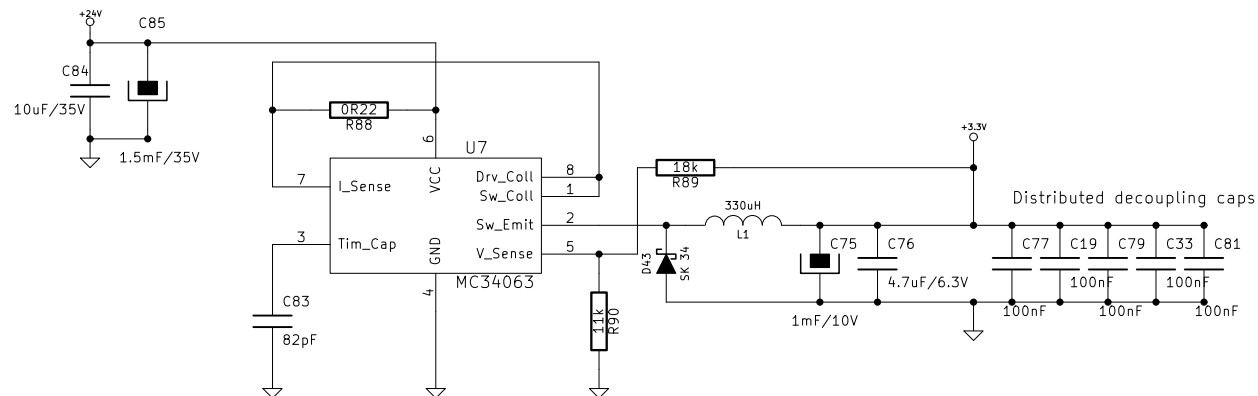 +24V
C85
C84
10uF/35V
1.5mF/35V
0R22
R88
6
U7
7
I_Sense
VCC
Drv_Coll
8
Sw_Coll
1
Sw_Emit
2
3
Tim_Cap
GND
V_Sense
5
4
MC34063
C83
82pF
18k
R89
11k
R90
D43
SK 34
330uH
L1
+3.3V
Distributed decoupling caps
C75
C76
C77
C19
C79
C33
C81
4.7uF/6.3V
100nF
100nF
1mF/10V
100nF
100nF
100nF